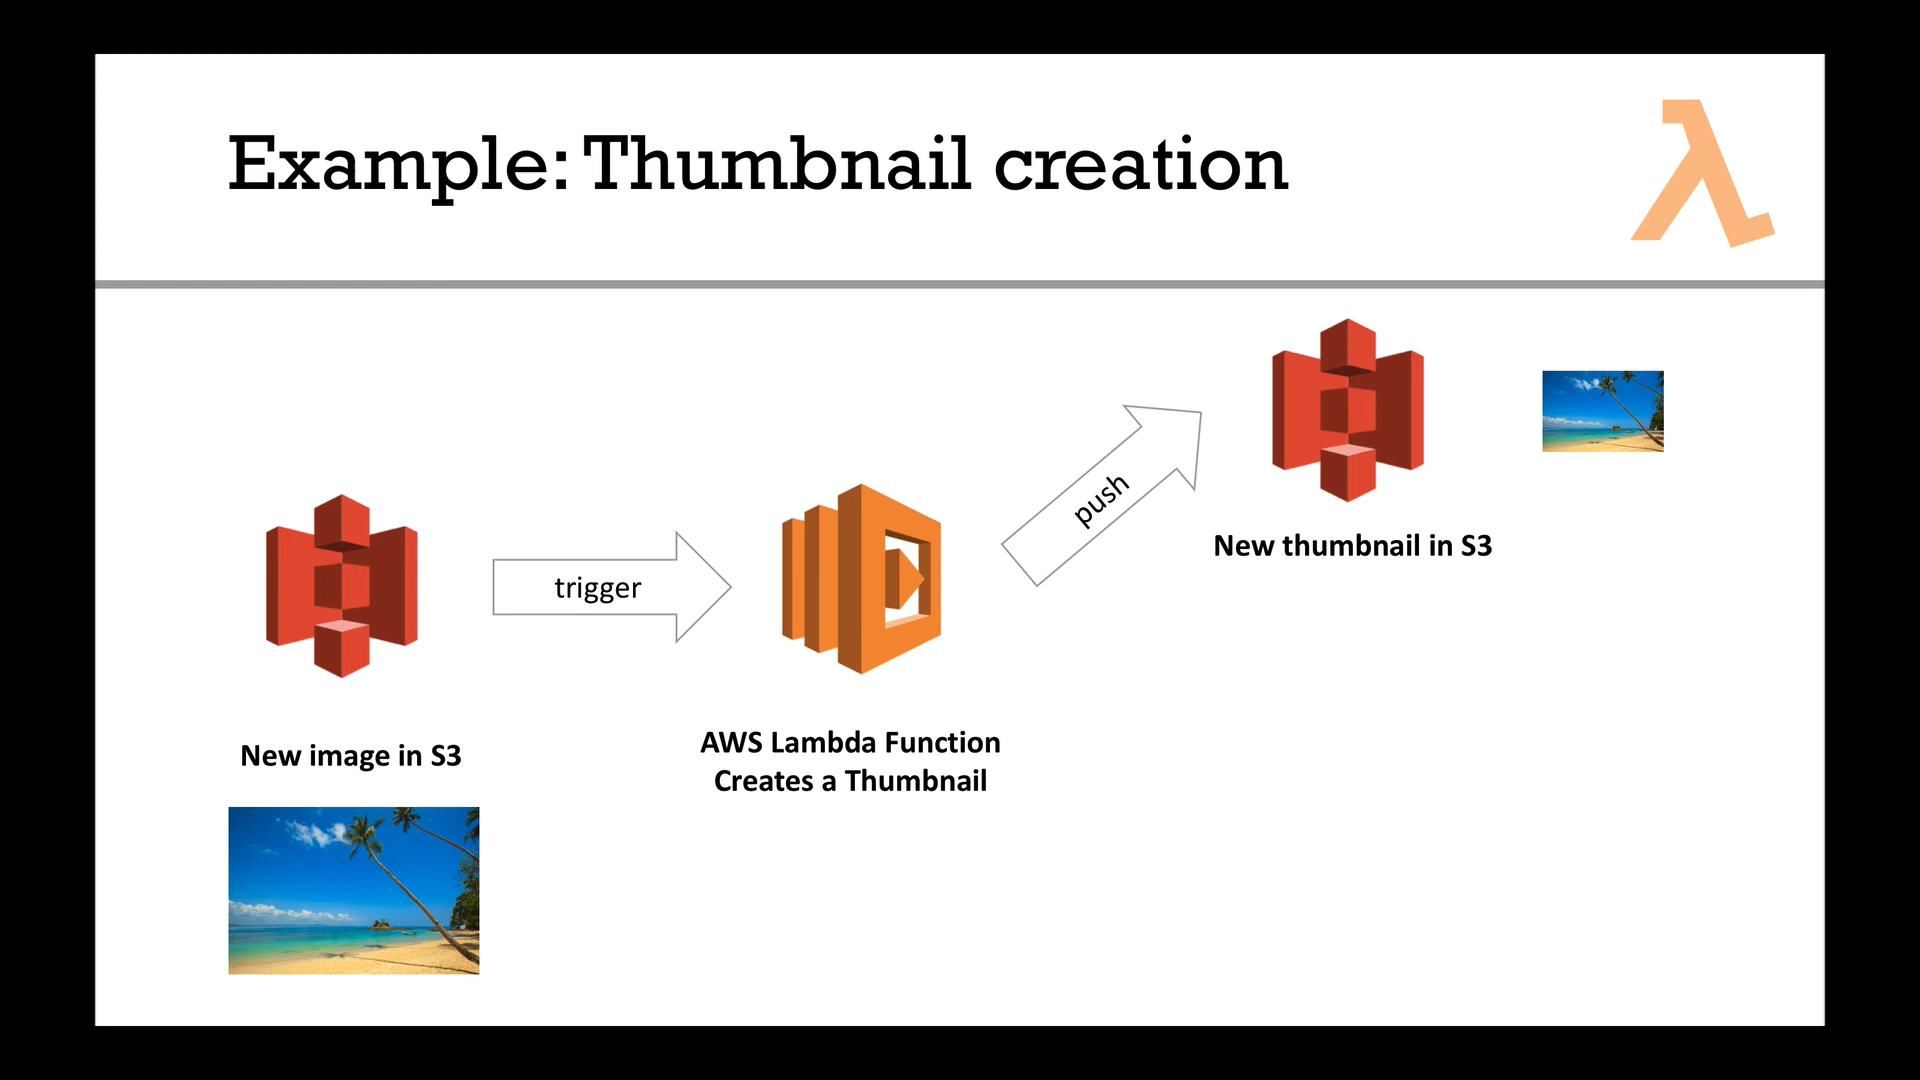 Example: Thumbnail creation
push
New thumbnail in S3
trigger
New image in S3
AWS Lambda Function
Creates a Thumbnail